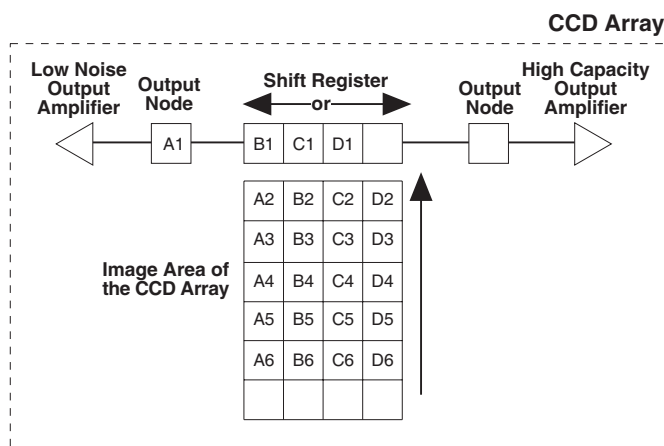 CCD Array
Low Noise
Output
Amplifier
Output
Node
Shift Register
or
Output
Node
High Capacity
Output
Amplifier
A1
B1 C1 D1
A2 B2 C2 D2
A3 B3 C3 D3
Image Area of
the CCD Array
A4 B4 C4 D4
A5 B5 C5 D5
A6 B6 C6 D6